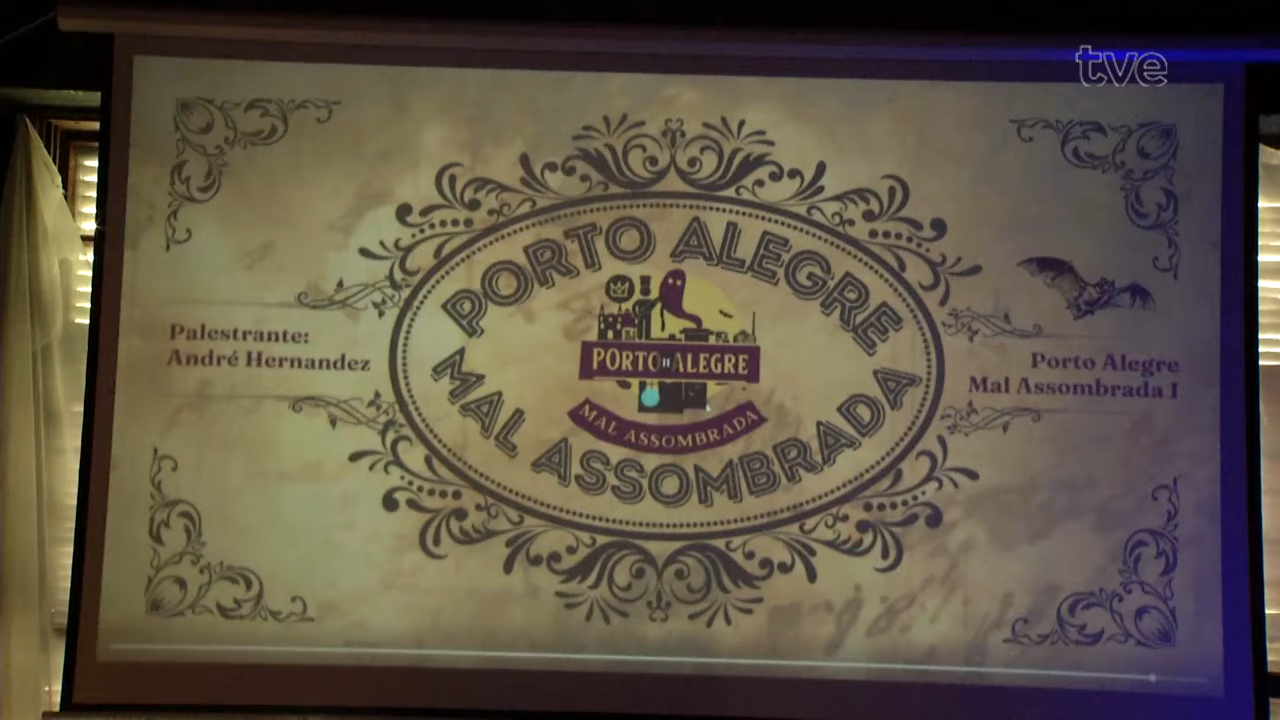 tve
PORTO ALEGRE
PORTO ALEGRE
MAL ASSOMBRADA
MAL ASSOMBRADA
Palestrante:
André Hernandez
Porto Alegre
Mal Assombrada I